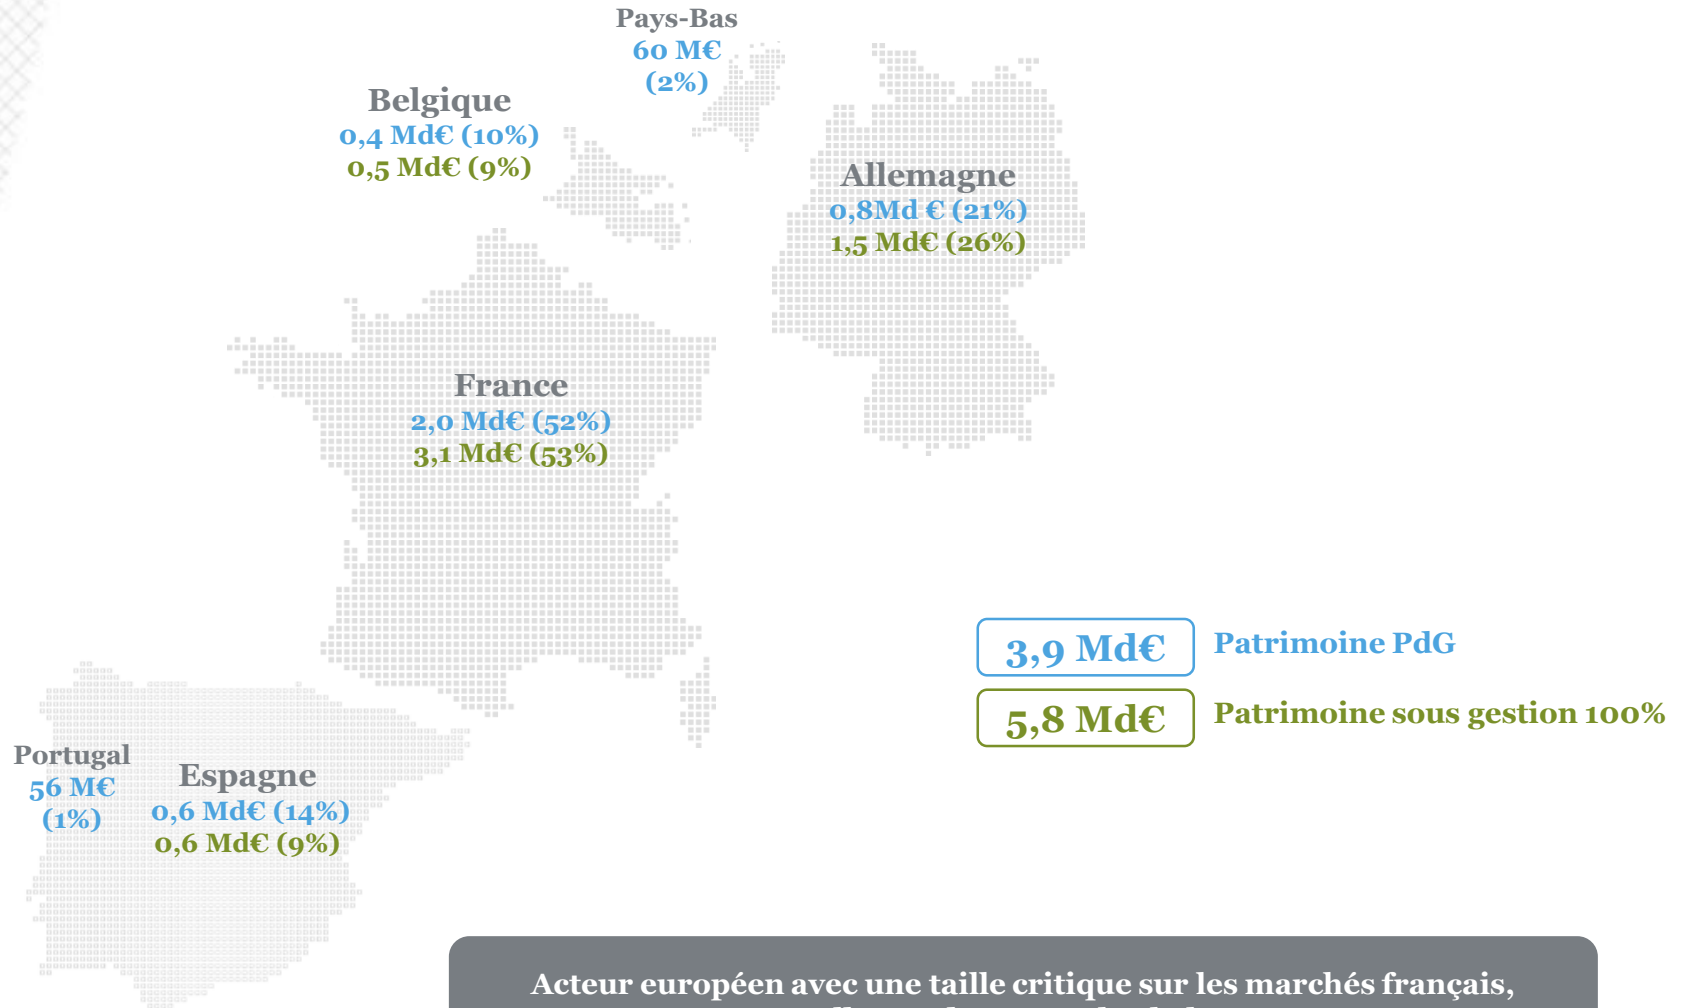 Pays-Bas
60 M€
(2%)
Belgique
0,4 Md€ (10%)
0,5 Md€ (9%)
Allemagne
0,8Md € (21%)
1,5 Md€ (26%)
France
2,0 Md€ (52%)
3,1 Md€ (53%)
3,9 Md€ Patrimoine PdG
5,8 Md€ Patrimoine sous gestion 100%
Portugal
56 M€
(1%)
Espagne
0,6 Md€ (14%)
0,6 Md€ (9%)
Acteur européen avec une taille critique sur les marchés français,